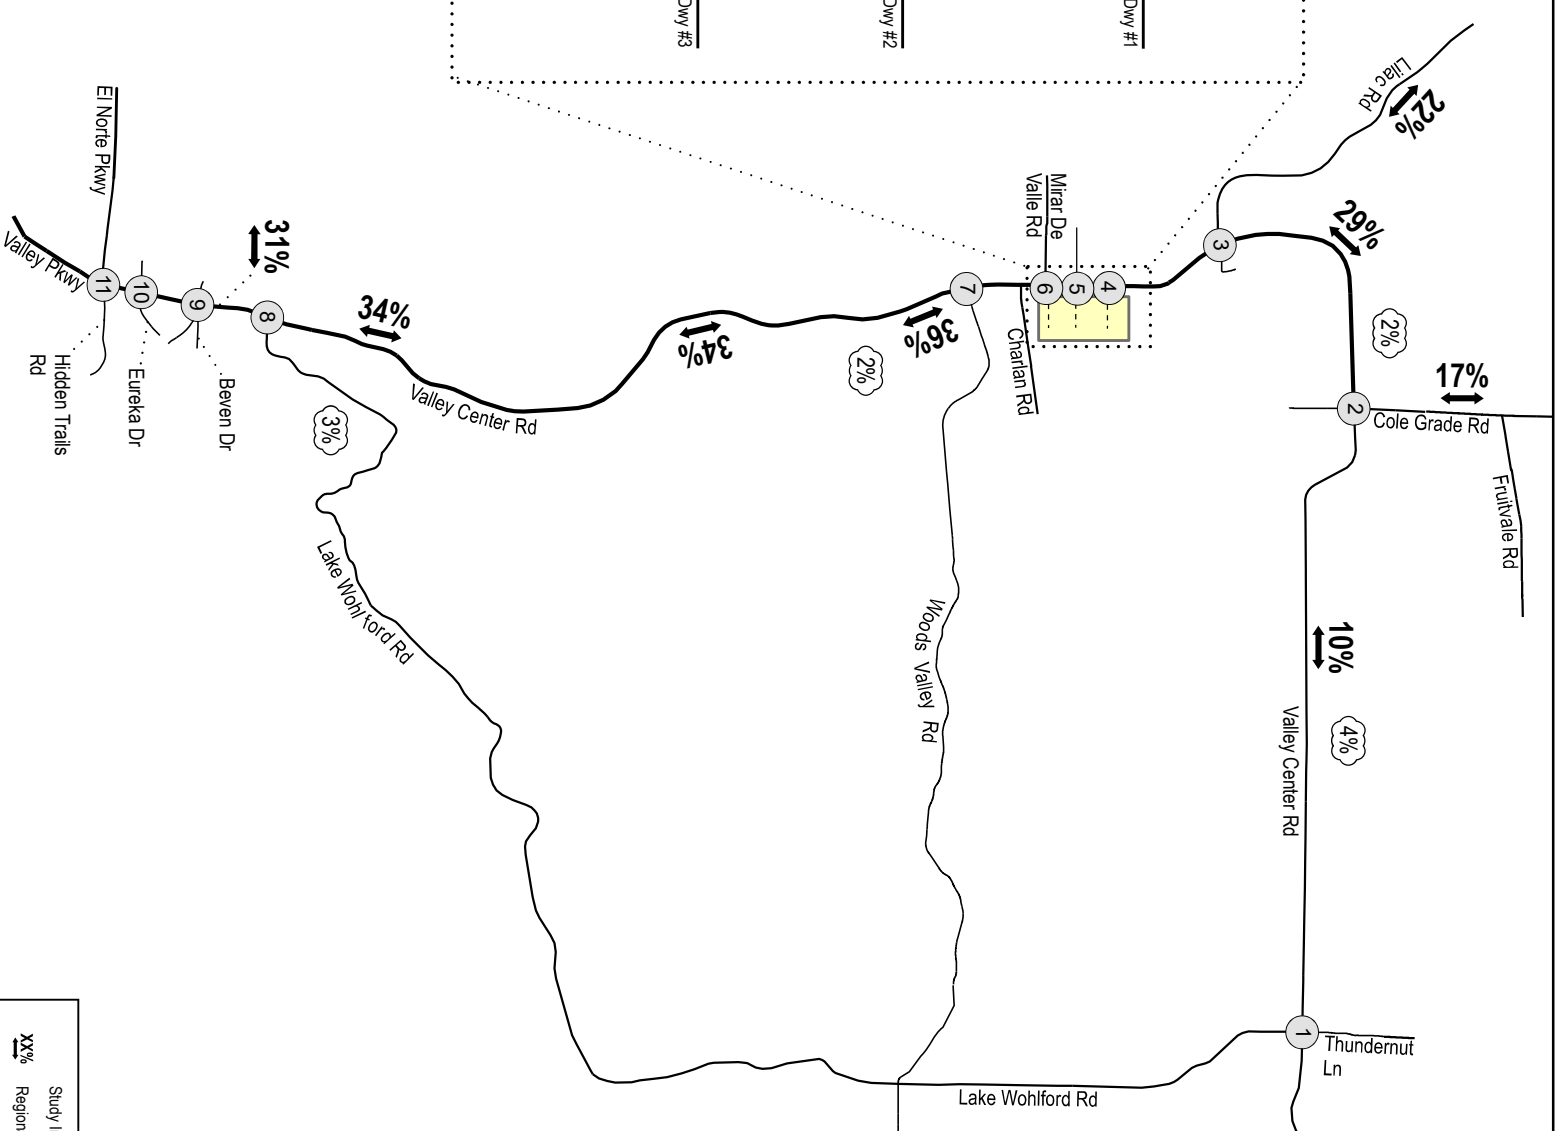 Dwy #3
Dwy #2
Dwy #1
Lilac Rd
22%
El Norte Pkwy
Mirar De
Valle Rd
29%
3
31%
Valley Pkwy
11
10
9
8
34%
7
6
5
4
36%
34%
2%
2%
Charlan Rd
17%
2
Cole Grade Rd
Hidden Trails
Rd
Eureka Dr
Beven Dr
3%
Valley Center Rd
Fruitvale Rd
Lake Wohlford Rd
Woods Valley Rd
10%
4%
Valley Center Rd
1
Thundernut
Ln
Lake Wohlford Rd
Study
XX%
Region